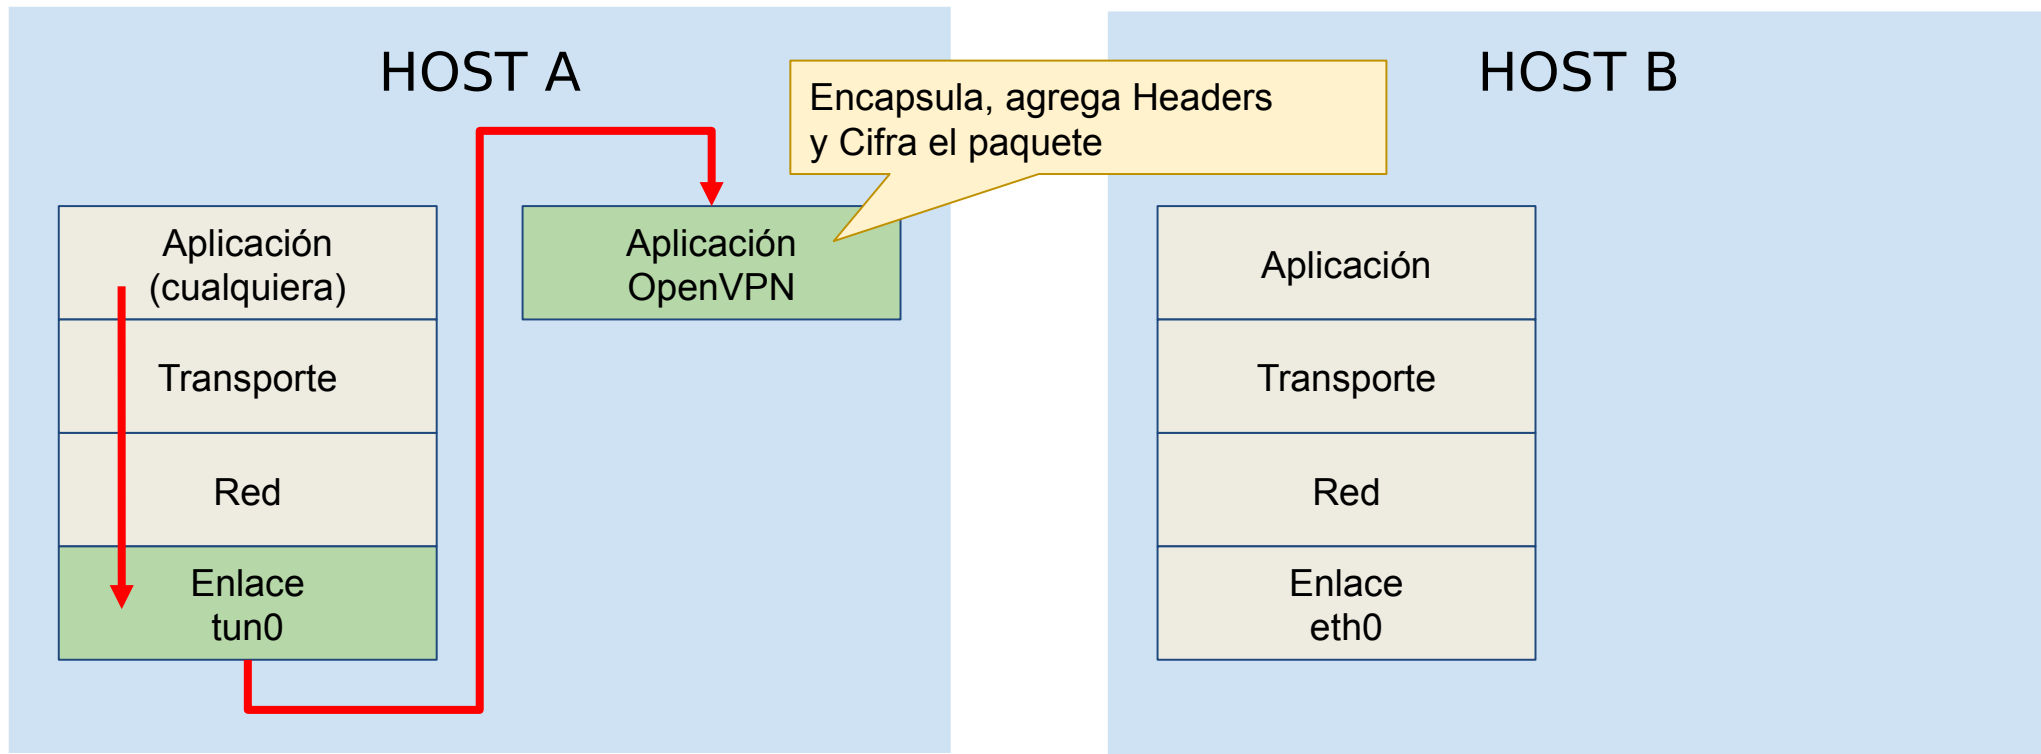 HOST A
Encapsula, agrega Headers
y Cifra el paquete
HOST B
Aplicación
(cualquiera)
Transporte
Red
Enlace
tun0
Aplicación
OpenVPN
Aplicación
Transporte
Red
Enlace
eth0